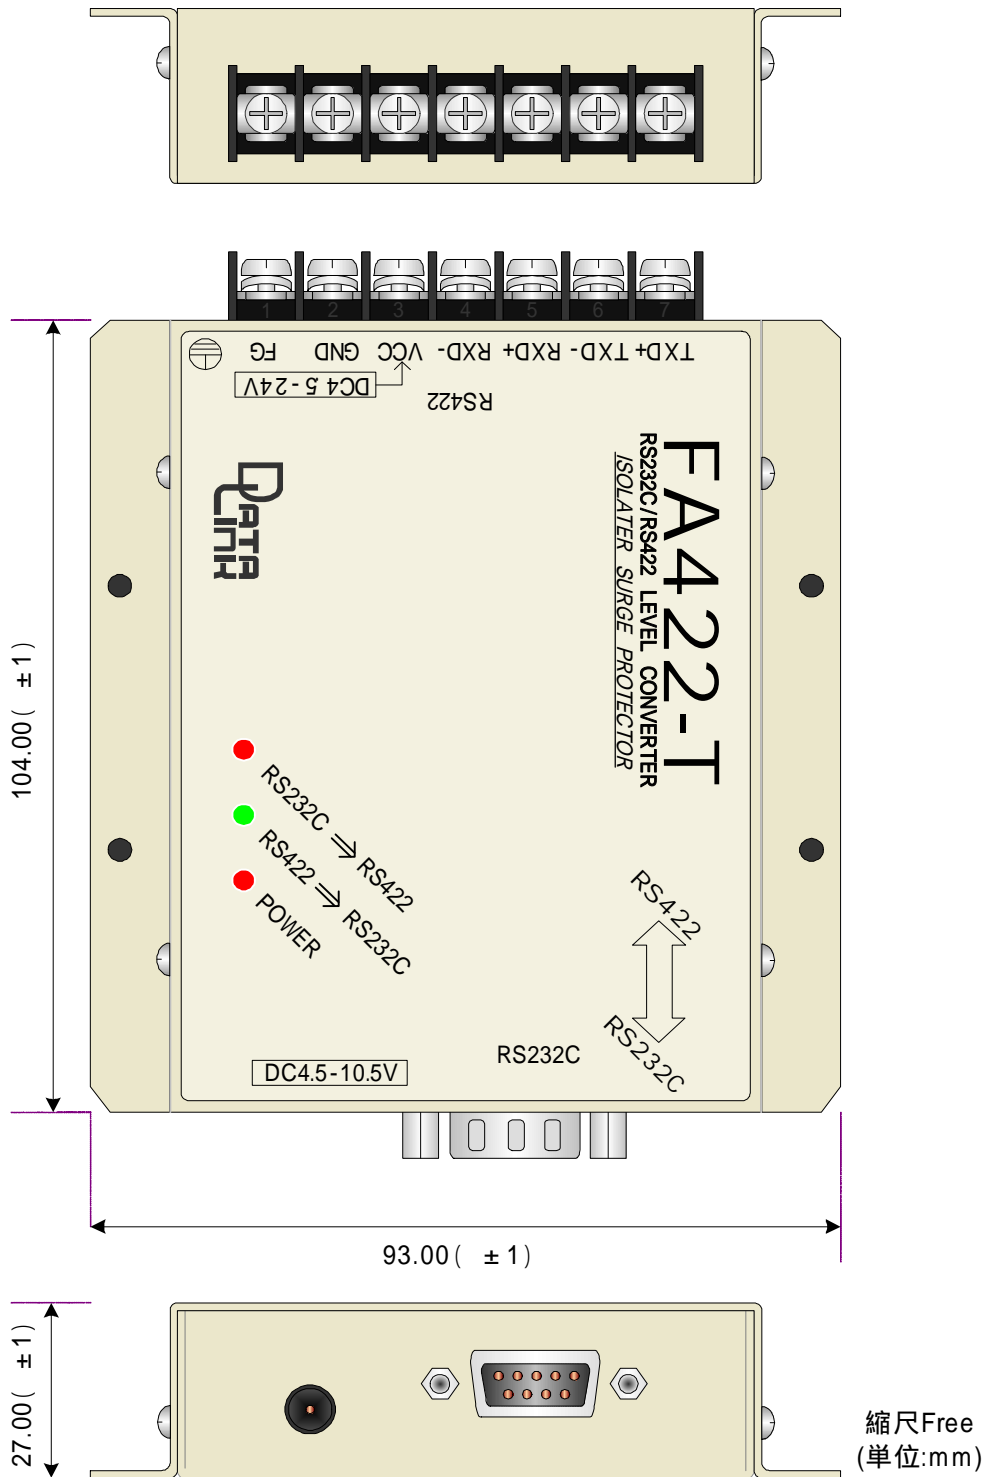 1 2 3 4 5 6 7
FG GND VCC RXD- RXD+ TXD- TXD+
DC4.5-24V
RS422
FA422-T
RS232C/RS422 LEVEL CONVERTER
ISOLATER SURGE PROTECTOR
DATA
LINK
RS232C ⇒ RS422
RS422 ⇒ RS232C
POWER
RS422
RS232C
RS232C
DC4.5-10.5V
104.00( ±1)
93.00( ±1)
27.00( ±1)
縮尺Free
(単位:mm)